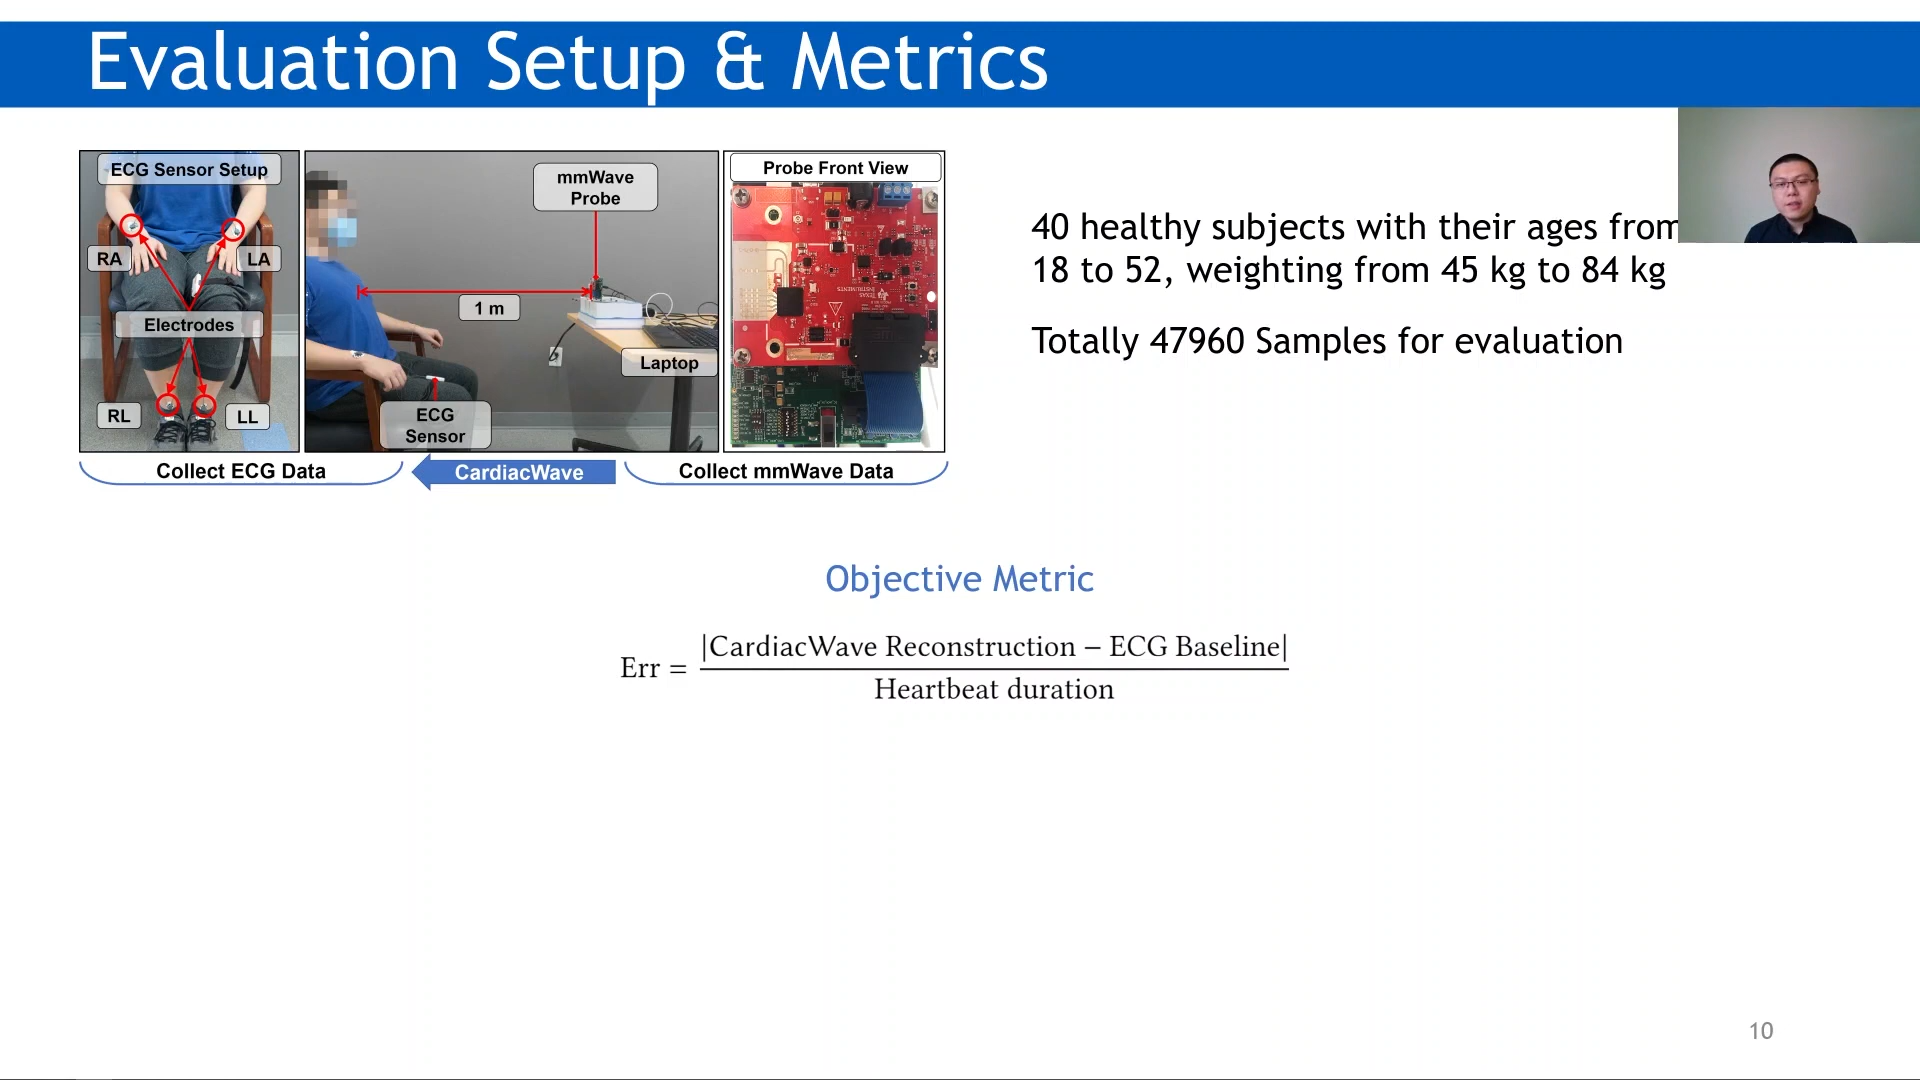 Evaluation Setup & Metrics
ECG Sensor Setup
RA
LA
Electrodes
RL
LL
mmWave
Probe
1 m
Laptop
ECG
Sensor
Probe Front View
Collect ECG Data
CardiacWave
Collect mmWave Data
40 healthy subjects with their ages from
18 to 52, weighting from 45 kg to 84 kg
Totally 47960 Samples for evaluation
Objective Metric
Err = |CardiacWave Reconstruction – ECG Baseline|
Heartbeat duration
10